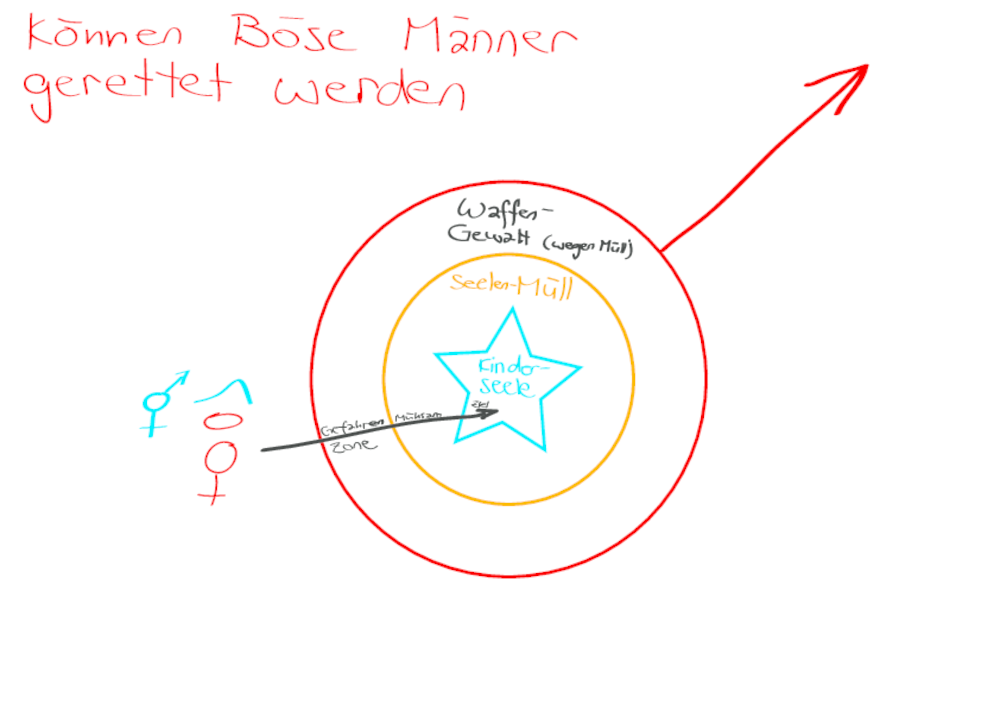 Können Böse Männer
gerettet werden
Waffen-
Gewalt (wegen Müll)
Seelen-Müll
Kinder-
seele
Ziel
Gefahren Mühsam
Zone